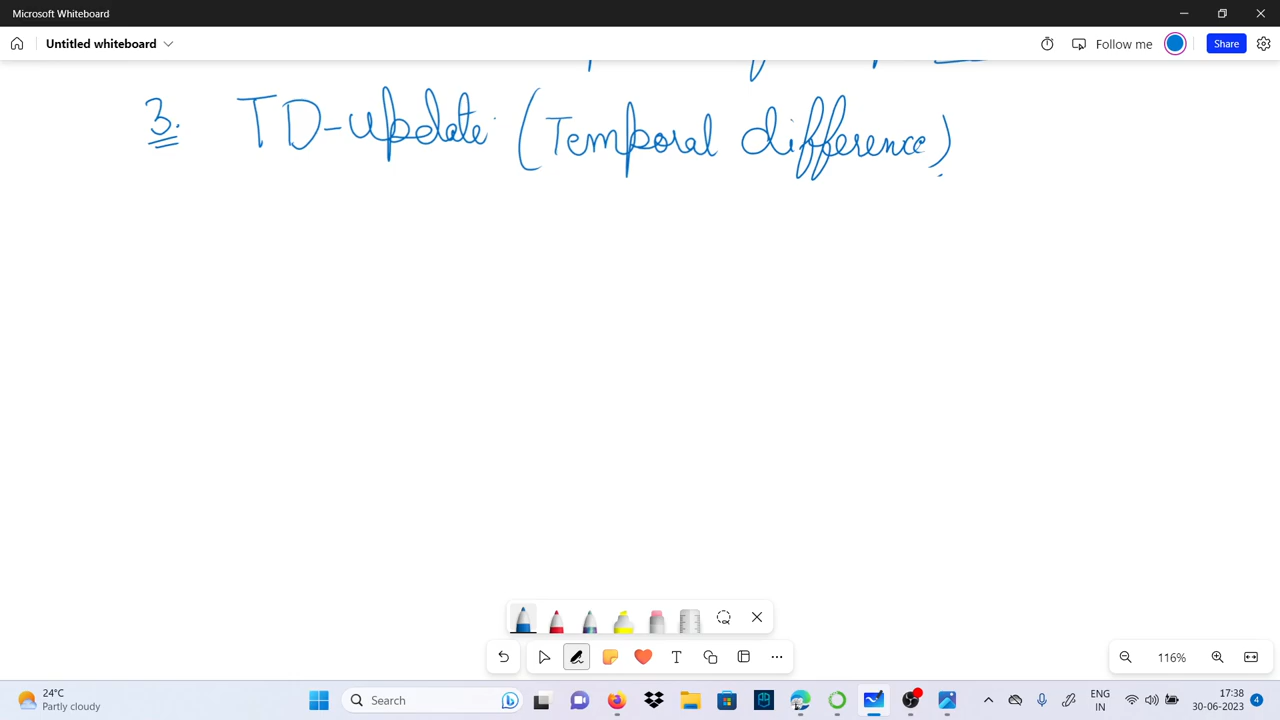 Microsoft Whiteboard
Untitled whiteboard
Follow me
Share
3. TD-update (Temporal difference)
116%
24°C
Partly cloudy
Search
ENG
IN
17:38
30-06-2023
4